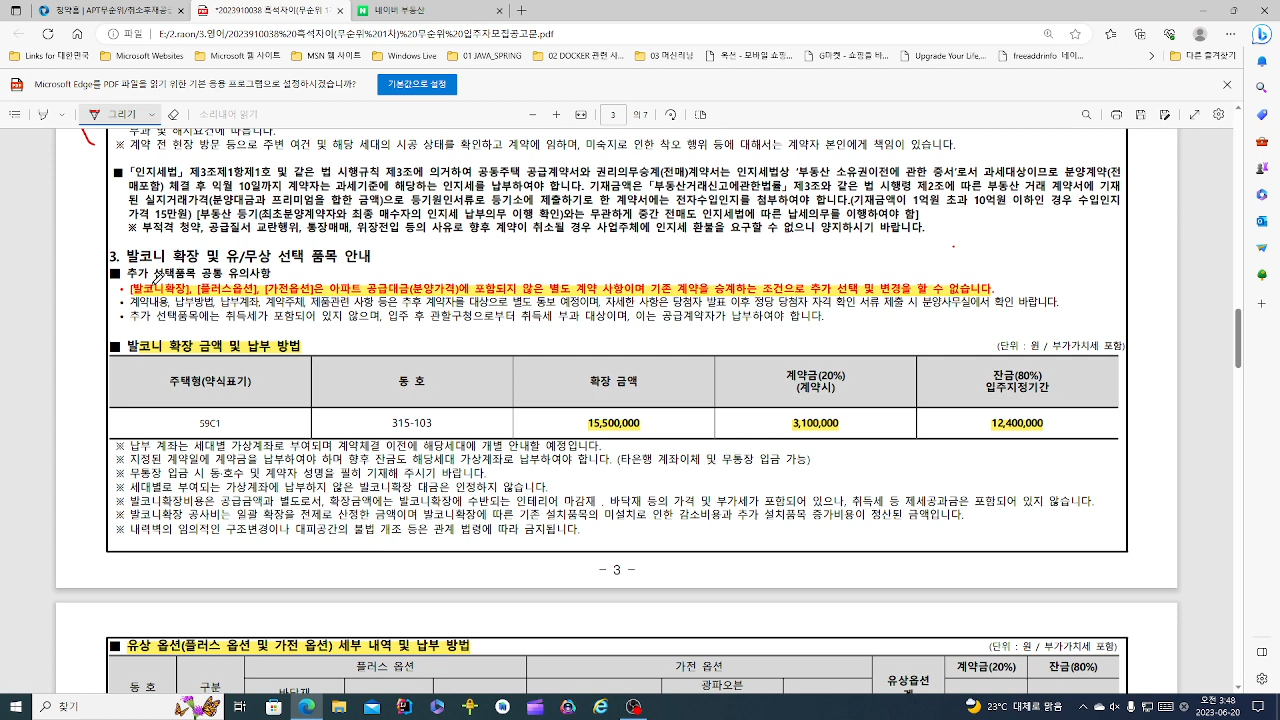 청약홈 | APT무순위/취소후재공급
*2023910038 흑석자이(무순위 1
네이버 부동산
파일 E:/2.raon/3.영어/2023910038%20흑석자이(무순위%201차)%20무순위%20입주자모집공고문.pdf
Links for 대한민국 Microsoft Websites Microsoft 웹 사이트 MSN 웹 사이트 Windows Live 01 JAVA_SPRING 02 DOCKER 관련 사... 03 머신러닝 옥션 - 모바일 쇼핑,... G마켓 - 쇼핑을 바... Upgrade Your Life,... freeaddrinfo 네이... 다른 즐겨찾기
Microsoft Edge를 PDF 파일을 읽기 위한 기본 응용 프로그램으로 설정하시겠습니까? 기본값으로 설정
그리기 소리내어 읽기 3 의 7
부과 및 해지요건에 따릅니다.
※ 계약 전 현장 방문 등으로 주변 여건 및 해당 세대의 시공 상태를 확인하고 계약에 임하며, 미숙지로 인한 착오 행위 등에 대해서는 계약자 본인에게 책임이 있습니다.
■ 「인지세법」제3조제1항제1호 및 같은 법 시행규칙 제3조에 의거하여 공동주택 공급계약서와 권리의무승계(전매)계약서는 인지세법상 '부동산 소유권이전에 관한 증서'로서 과세대상이므로 분양계약(전
매포함) 체결 후 익월 10일까지 계약자는 과세기준에 해당하는 인지세를 납부하여야 합니다. 기재금액은「부동산거래신고에관한법률」제3조와 같은 법 시행령 제2조에 따른 부동산 거래 계약서에 기재
된 실지거래가격(분양대금과 프리미엄을 합한 금액)으로 등기원인서류로 등기소에 제출하기로 한 계약서에는 전자수입인지를 첨부하여야 합니다.(기재금액이 1억원 초과 10억원 이하인 경우 수입인지
가격 15만원) [부동산 등기(최초분양계약자와 최종 매수자의 인지세 납부의무 이행 확인)와는 무관하게 중간 전매도 인지세법에 따른 납세의무를 이행하여야 함]
※ 부적격 청약, 공급질서 교란행위, 통장매매, 위장전입 등의 사유로 향후 계약이 취소될 경우 사업주체에 인지세 환불을 요구할 수 없으니 양지하시기 바랍니다.
3. 발코니 확장 및 유/무상 선택 품목 안내
■ 추가 선택품목 공통 유의사항
• [발코니확장], [플러스옵션], [가전옵션]은 아파트 공급대금(분양가격)에 포함되지 않은 별도 계약 사항이며 기존 계약을 승계하는 조건으로 추가 선택 및 변경을 할 수 없습니다.
• 계약내용, 납부방법, 납부계좌, 계약주체, 제품관련 사항 등은 추후 계약자를 대상으로 별도 통보 예정이며, 자세한 사항은 당첨자 발표 이후 정당 당첨자 자격 확인 서류 제출 시 분양사무실에서 확인 바랍니다.
• 추가 선택품목에는 취득세가 포함되어 있지 않으며, 입주 후 관할구청으로부터 취득세 부과 대상이며, 이는 공급계약자가 납부하여야 합니다.
■ 발코니 확장 금액 및 납부 방법 (단위 : 원 / 부가가치세 포함)
주택형(약식표기) 동 호 확장 금액 계약금(20%) (계약시) 잔금(80%) 입주지정기간
59C1 315-103 15,500,000 3,100,000 12,400,000
※ 납부 계좌는 세대별 가상계좌로 부여되며 계약체결 이전에 해당세대에 개별 안내할 예정입니다.
※ 지정된 계약일에 계약금을 납부하여야 하며 향후 잔금도 해당세대 가상계좌로 납부하여야 합니다. (타은행 계좌이체 및 무통장 입금 가능)
※ 무통장 입금 시 동·호수 및 계약자 성명을 필히 기재해 주시기 바랍니다.
※ 세대별로 부여되는 가상계좌에 납부하지 않은 발코니확장 대금은 인정하지 않습니다.
※ 발코니확장비용은 공급금액과 별도로서, 확장금액에는 발코니확장에 수반되는 인테리어 마감재 , 바닥재 등의 가격 및 부가세가 포함되어 있으나, 취득세 등 제세공과금은 포함되어 있지 않습니다.
※ 발코니확장 공사비는 일괄 확장을 전제로 산정한 금액이며 발코니확장에 따른 기존 설치품목의 미설치로 인한 감소비용과 추가 설치품목 증가비용이 정산된 금액입니다.
※ 내력벽의 임의적인 구조변경이나 대피공간의 불법 개조 등은 관계 법령에 따라 금지됩니다.
- 3 -
■ 유상 옵션(플러스 옵션 및 가전 옵션) 세부 내역 및 납부 방법 (단위 : 원 / 부가가치세 포함)
플러스 옵션 가전 옵션 계약금(20%) 잔금(80%)
동 호 구분 바닥재 광파오븐 유상옵션
찾기 23°C 대체로 맑음 오전 3:48
2023-06-20